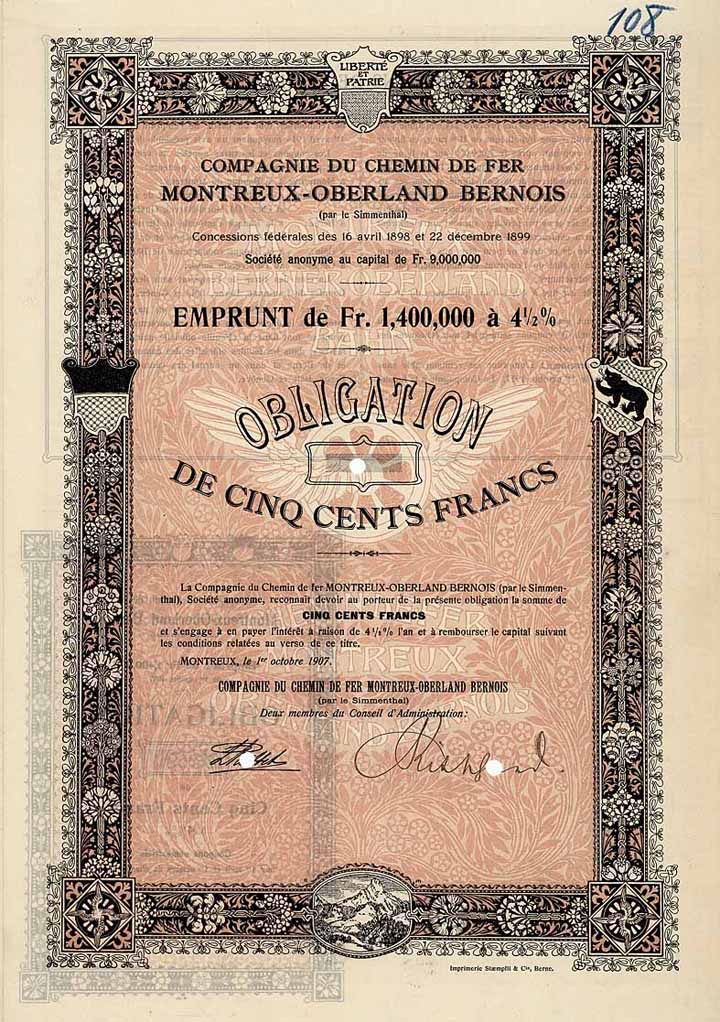 108
LIBERTÉ
ET
PATRIE
COMPAGNIE DU CHEMIN DE FER
MONTREUX-OBERLAND BERNOIS
(par le Simmenthal)
Concessions fédérales des 16 avril 1898 et 22 décembre 1899
Société anonyme au capital de Fr. 9,000,000
BERNER OBERLAND
EMPRUNT de Fr. 1,400,000 à 4½%
OBLIGATION
DE CINQ CENTS FRANCS
La Compagnie du Chemin de fer MONTREUX-OBERLAND BERNOIS (par le Simmen-
thal), Société anonyme, reconnaît devoir au porteur de la présente obligation la somme de
CINQ CENTS FRANCS
et s'engage à en payer l'intérêt à raison de 4½% l'an et à rembourser le capital suivant
les conditions relatées au verso de ce titre.
MONTREUX, le 1er octobre 1907.
COMPAGNIE DU CHEMIN DE FER MONTREUX-OBERLAND BERNOIS
(par le Simmenthal)
Deux membres du Conseil d'Administration:
Imprimerie Stæmpfli & Cie, Berne.